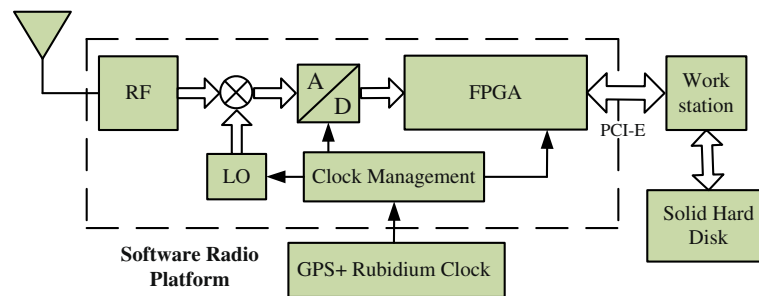 RF
A
D
FPGA
Work
station
PCI-E
LO
Clock Management
Solid Hard
Disk
Software Radio
Platform
GPS+ Rubidium Clock